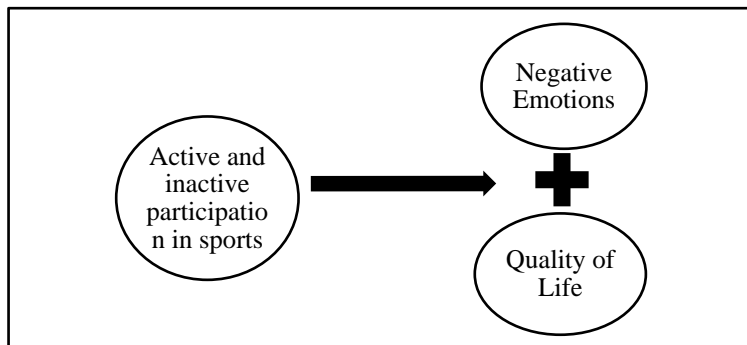 Active and
inactive
participatio
n in sports
Negative
Emotions
Quality of
Life